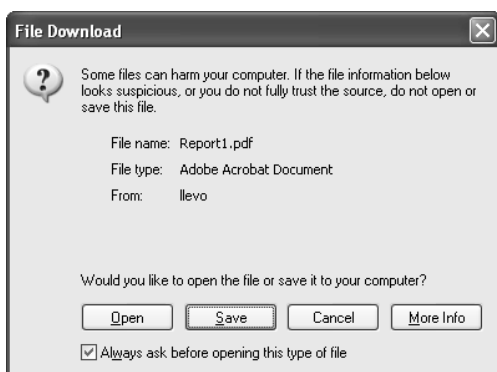 File Download
Some files can harm your computer. If the file information below
looks suspicious, or you do not fully trust the source, do not open or
save this file.
File name: Report1.pdf
File type: Adobe Acrobat Document
From: llevo
Would you like to open the file or save it to your computer?
Open Save Cancel More Info
Always ask before opening this type of file